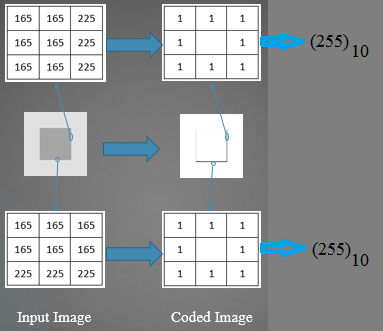 165 165 225 1 1 1
165 165 225 1 1 (255)10
165 165 225 1 1 1
165 165 165 1 1 1
165 165 165 1 1 (255)10
225 225 225 1 1 1
Input Image Coded Image